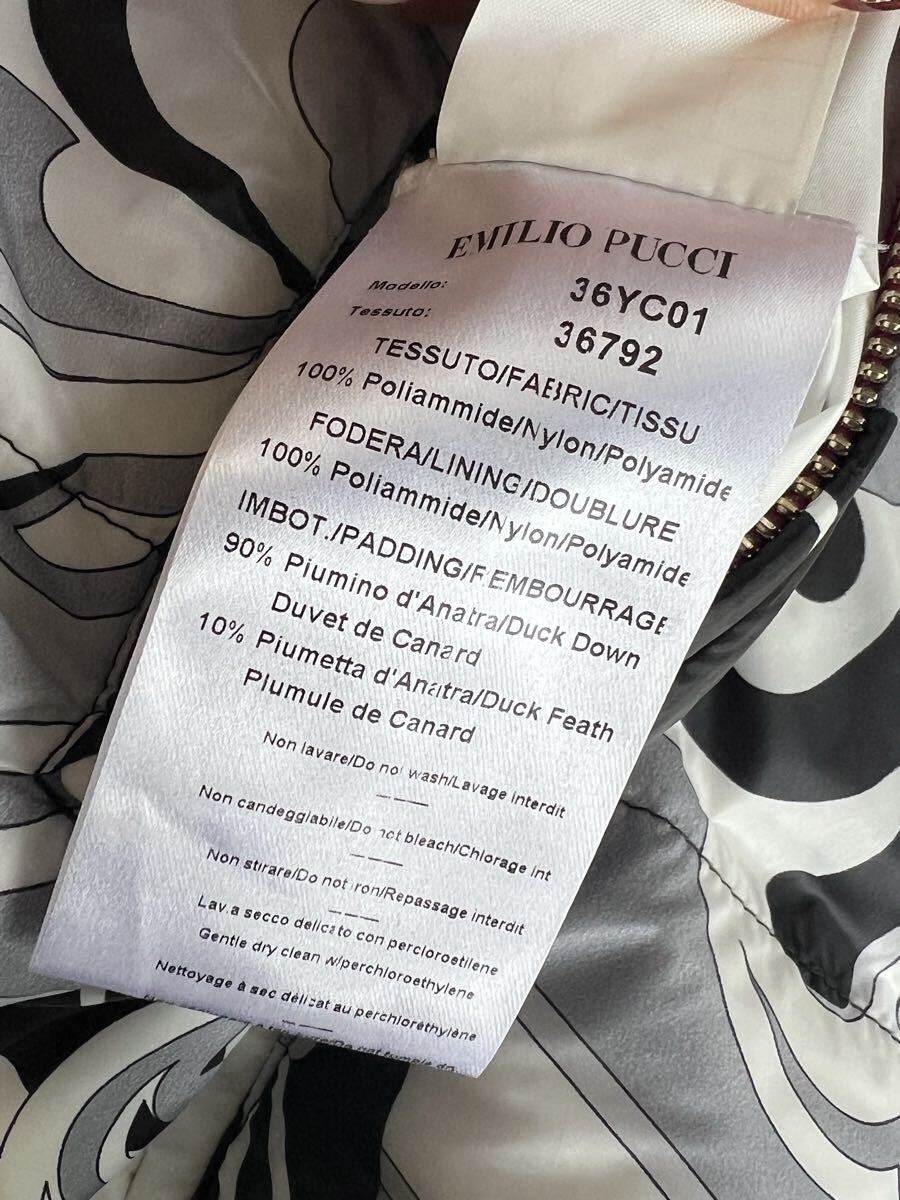 EMILIO PUCCI
Modello: 36YC01
Tessuto: 36792
TESSUTO/FABRIC/TISSU
100% Poliammide/Nylon/Polyamide
FODERA/LINING/DOUBLURE
100% Poliammide/Nylon/Polyamide
IMBOT./PADDING/REMBOURRAGE
90% Piumino d'Anatra/Duck Down
Duvet de Canard
10% Piumetta d'Anatra/Duck Feath
Plumule de Canard
Non lavare/Do not wash/Lavage interdit
Non candeggiabile/Do not bleach/Chlorage int
Non stirare/Do not iron/Repassage interdit
Lav.a secco delicato con percloroetilene
Gentle dry clean w/perchloroethylene
Nettoyage à sec délicat au perchloréthylène